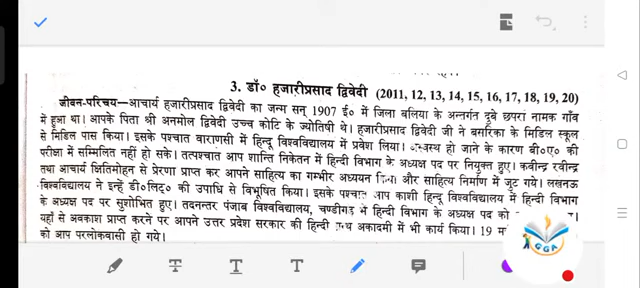 3. डॉ० हजारीप्रसाद द्विवेदी (2011, 12, 13, 14, 15, 16, 17, 18, 19, 20)
जीवन-परिचय—आचार्य हजारीप्रसाद द्विवेदी का जन्म सन् 1907 ई० में जिला बलिया के अन्तर्गत दूबे छपरा नामक गाँव
में हुआ था। आपके पिता श्री अनमोल द्विवेदी उच्च कोटि के ज्योतिषी थे। हजारीप्रसाद द्विवेदी जी ने बगरिका के मिडिल स्कूल
से मिडिल पास किया। इसके पश्चात वाराणसी में हिन्दू विश्वविद्यालय में प्रवेश लिया। अस्वस्थ हो जाने के कारण बी०ए० की
परीक्षा में सम्मिलित नहीं हो सके। तत्पश्चात आप शान्ति निकेतन में हिन्दी विभाग के अध्यक्ष पद पर नियुक्त हुए। कवीन्द्र रवीन्द्र
तथा आचार्य क्षितिमोहन से प्रेरणा प्राप्त कर आपने साहित्य का गम्भीर अध्ययन किया और साहित्य निर्माण में जुट गये। लखनऊ
विश्वविद्यालय ने इन्हें डी०लिट्० की उपाधि से विभूषित किया। इसके पश्चात आप काशी हिन्दू विश्वविद्यालय में हिन्दी विभाग
के अध्यक्ष पद पर सुशोभित हुए। तदनन्तर पंजाब विश्वविद्यालय, चण्डीगढ़ में हिन्दी विभाग के अध्यक्ष पद को
यहाँ से अवकाश प्राप्त करने पर आपने उत्तर प्रदेश सरकार की हिन्दी ग्रन्थ अकादमी में भी कार्य किया। 19
को आप परलोकवासी हो गये।
GGA